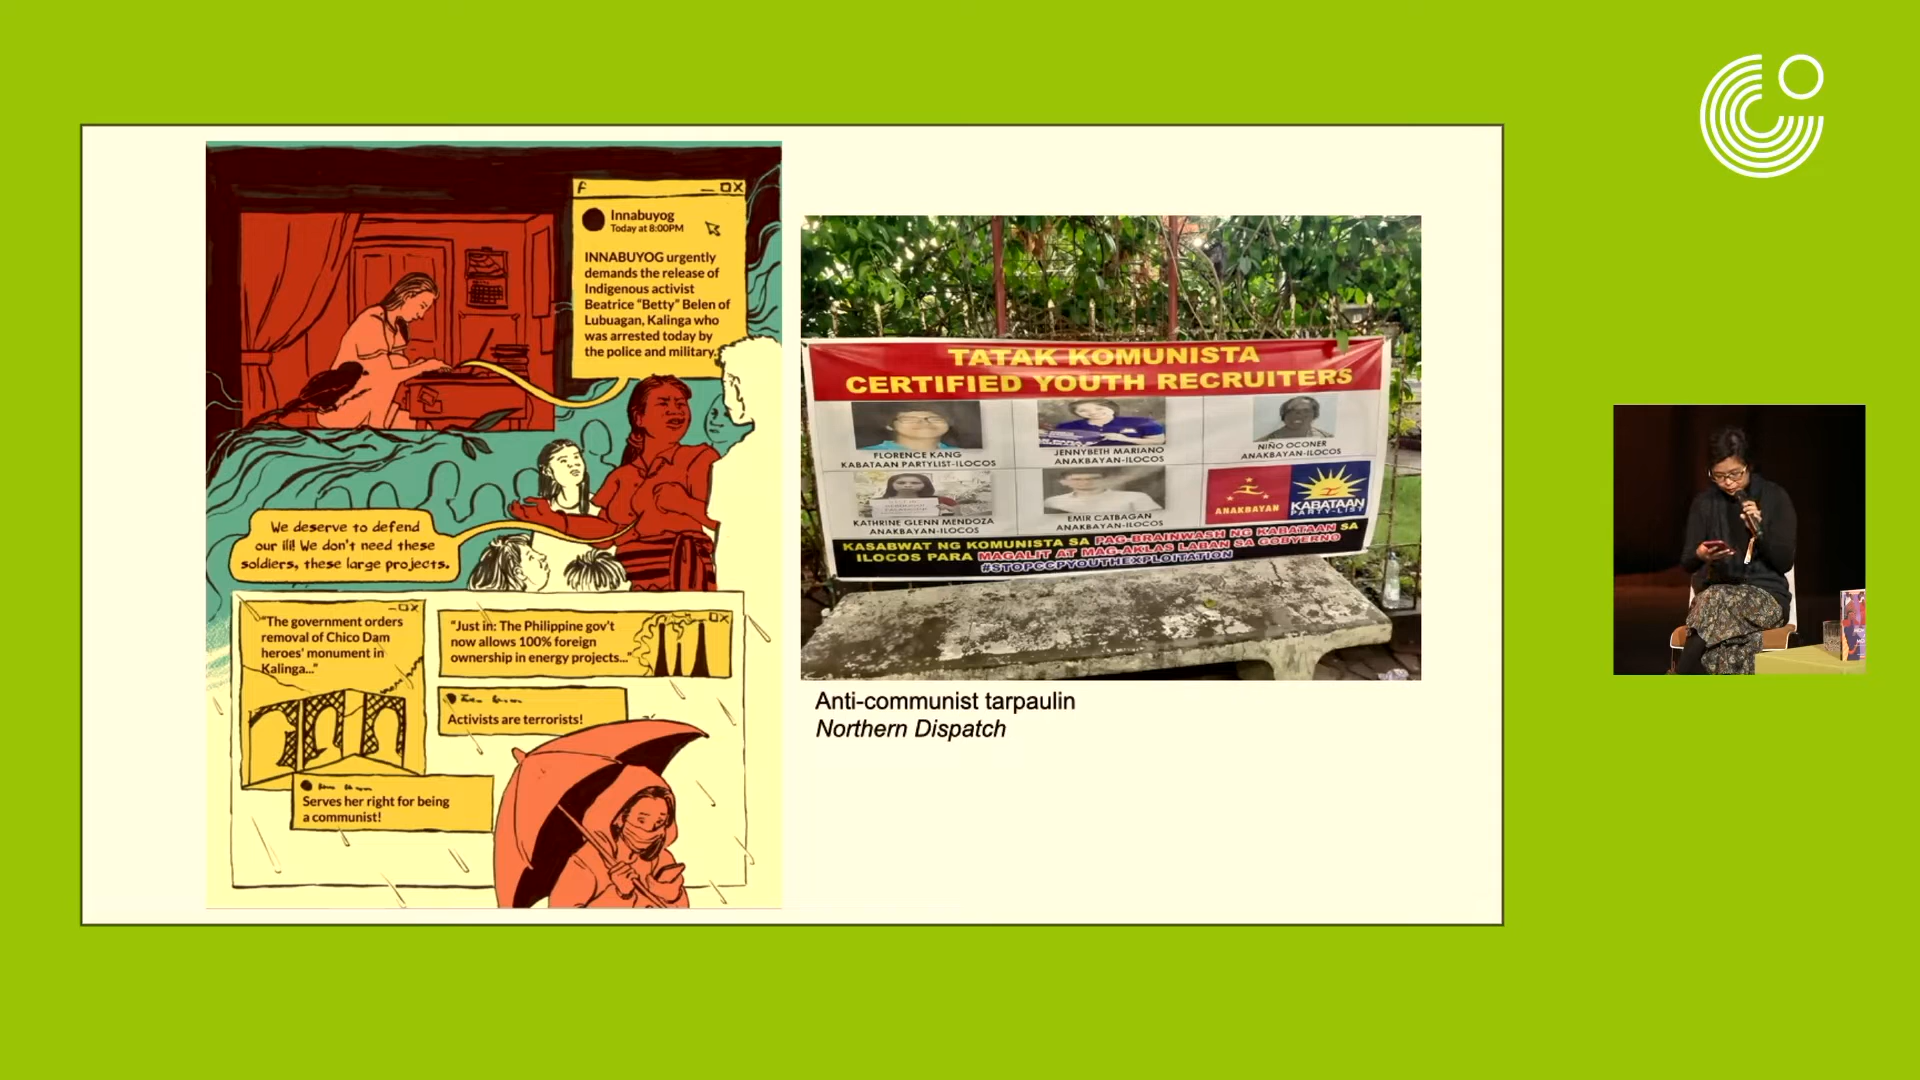 f
Innabuyog
Today at 8:00PM
INNABUYOG urgently
demands the release of
Indigenous activist
Beatrice “Betty” Belen of
Lubuagan, Kalinga who
was arrested today by
the police and military.
We deserve to defend
our ili! We don't need these
soldiers, these large projects.
"The government orders
removal of Chico Dam
heroes' monument in
Kalinga..."
"Just in: The Philippine gov't
now allows 100% foreign
ownership in energy projects..."
Activists are terrorists!
Serves her right for being
a communist!
TATAK KOMUNISTA
CERTIFIED YOUTH RECRUITERS
FLORENCE KANG
KABATAAN PARTYLIST-ILOCOS
JENNYBETH MARIANO
ANAKBAYAN-ILOCOS
NIÑO OCONER
ANAKBAYAN-ILOCOS
KATHRINE GLENN MENDOZA
ANAKBAYAN-ILOCOS
EMIR CATBAGAN
ANAKBAYAN-ILOCOS
ANAKBAYAN
KABATAAN
PARTY-LIST
KASABWAT NG KOMUNISTA SA PAG-BRAINWASH NG KABATAAN SA
ILOCOS PARA MAGALIT AT MAG-AKLAS LABAN SA GOBYERNO
#STOPCCPYOUTHEXPLOITATION
Anti-communist tarpaulin
Northern Dispatch